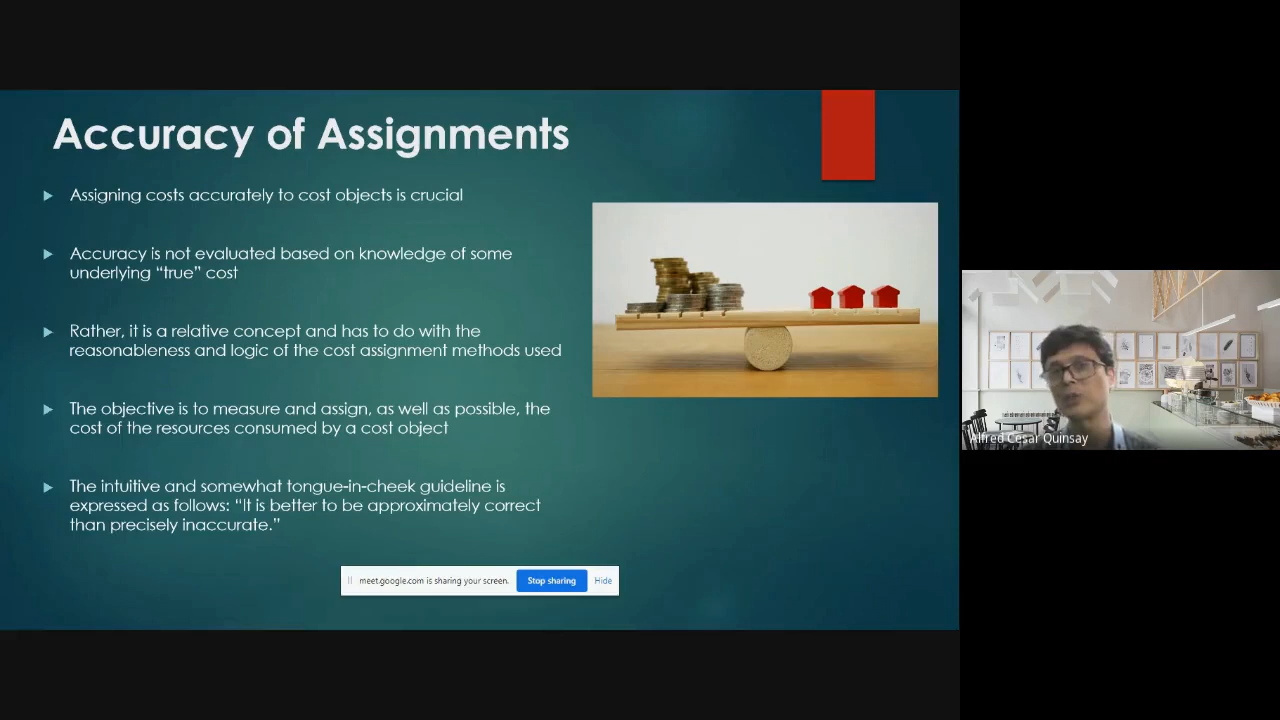 Accuracy of Assignments
Assigning costs accurately to cost objects is crucial
Accuracy is not evaluated based on knowledge of some
underlying “true” cost
Rather, it is a relative concept and has to do with the
reasonableness and logic of the cost assignment methods used
The objective is to measure and assign, as well as possible, the
cost of the resources consumed by a cost object
The intuitive and somewhat tongue-in-cheek guideline is
expressed as follows: “It is better to be approximately correct
than precisely inaccurate.”
meet.google.com is sharing your screen.
Stop sharing
Hide
Alfred Cesar Quinsay